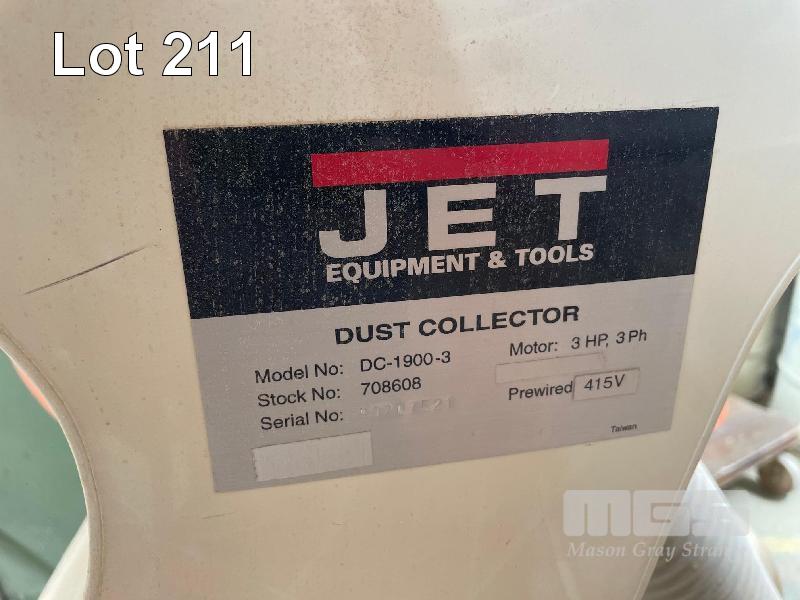 Lot 211
JET
EQUIPMENT & TOOLS
DUST COLLECTOR
Model No: DC-1900-3
Motor: 3 HP, 3 Ph
Stock No: 708608
Prewired 415V
Serial No:
Taiwan
MGS
Mason Gray